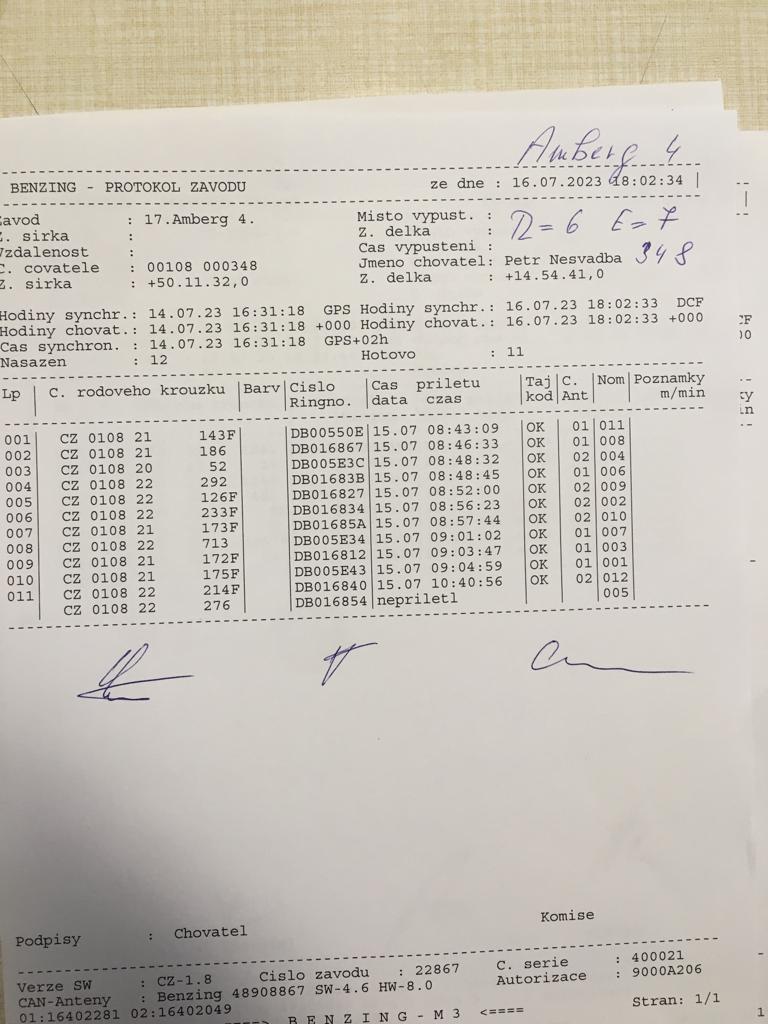 Amberg 4
BENZING - PROTOKOL ZAVODU ze dne : 16.07.2023 18:02:34 |
Zavod : 17.Amberg 4. Misto vypust. :
Z. sirka : Z. delka : R=6 E=7
Vzdalenost : Cas vypusteni :
C. covatele : 00108 000348 Jmeno chovatel: Petr Nesvadba 348
Z. sirka : +50.11.32,0 Z. delka : +14.54.41,0
Hodiny synchr.: 14.07.23 16:31:18 GPS Hodiny synchr.: 16.07.23 18:02:33 DCF
Hodiny chovat.: 14.07.23 16:31:18 +000 Hodiny chovat.: 16.07.23 18:02:33 +000
Cas synchron. : 14.07.23 16:31:18 GPS+02h
Nasazen : 12 Hotovo : 11
Lp | C. rodoveho krouzku |Barv|Cislo |Cas priletu |Taj|C. |Nom|Poznamky
Ringno.|data czas |kod|Ant| | m/min
001| CZ 0108 21 143F| |DB00550E|15.07 08:43:09 |OK | 01|011|
002| CZ 0108 21 186 | |DB016867|15.07 08:46:33 |OK | 01|008|
003| CZ 0108 20 52 | |DB005E3C|15.07 08:48:32 |OK | 02|004|
004| CZ 0108 22 292 | |DB01683B|15.07 08:48:45 |OK | 01|006|
005| CZ 0108 22 126F| |DB016827|15.07 08:52:00 |OK | 02|009|
006| CZ 0108 22 233F| |DB016834|15.07 08:56:23 |OK | 02|002|
007| CZ 0108 21 173F| |DB01685A|15.07 08:57:44 |OK | 02|010|
008| CZ 0108 22 713 | |DB005E34|15.07 09:01:02 |OK | 01|007|
009| CZ 0108 21 172F| |DB016812|15.07 09:03:47 |OK | 01|003|
010| CZ 0108 21 175F| |DB005E43|15.07 09:04:59 |OK | 01|001|
011| CZ 0108 22 214F| |DB016840|15.07 10:40:56 |OK | 02|012|
CZ 0108 22 276 | |DB016854|nepriletl | | |005|
Podpisy : Chovatel Komise
Verze SW : CZ-1.8 Cislo zavodu : 22867 C. serie : 400021
CAN-Anteny : Benzing 48908867 SW-4.6 HW-8.0 Autorizace : 9000A206
01:16402281 02:16402049
====> B E N Z I N G - M 3 <==== Stran: 1/1